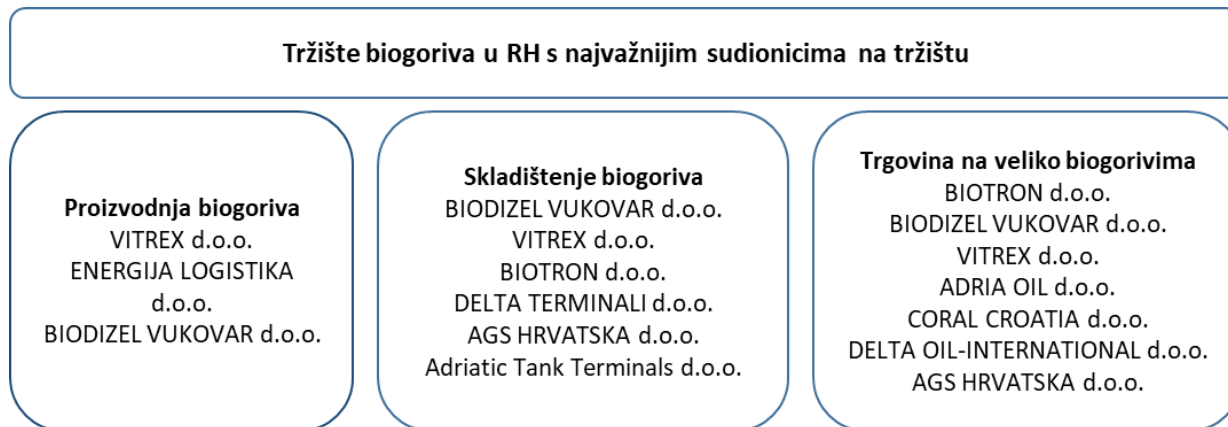 Tržište biogoriva u RH s najvažnijim sudionicima na tržištu
Proizvodnja biogoriva
VITREX d.o.o.
ENERGIJA LOGISTIKA
d.o.o.
BIODIZEL VUKOVAR d.o.o.
Skladištenje biogoriva
BIODIZEL VUKOVAR d.o.o.
VITREX d.o.o.
BIOTRON d.o.o.
DELTA TERMINALI d.o.o.
AGS HRVATSKA d.o.o.
Adriatic Tank Terminals d.o.o.
Trgovina na veliko biogorivima
BIOTRON d.o.o.
BIODIZEL VUKOVAR d.o.o.
VITREX d.o.o.
ADRIA OIL d.o.o.
CORAL CROATIA d.o.o.
DELTA OIL-INTERNATIONAL d.o.o.
AGS HRVATSKA d.o.o.